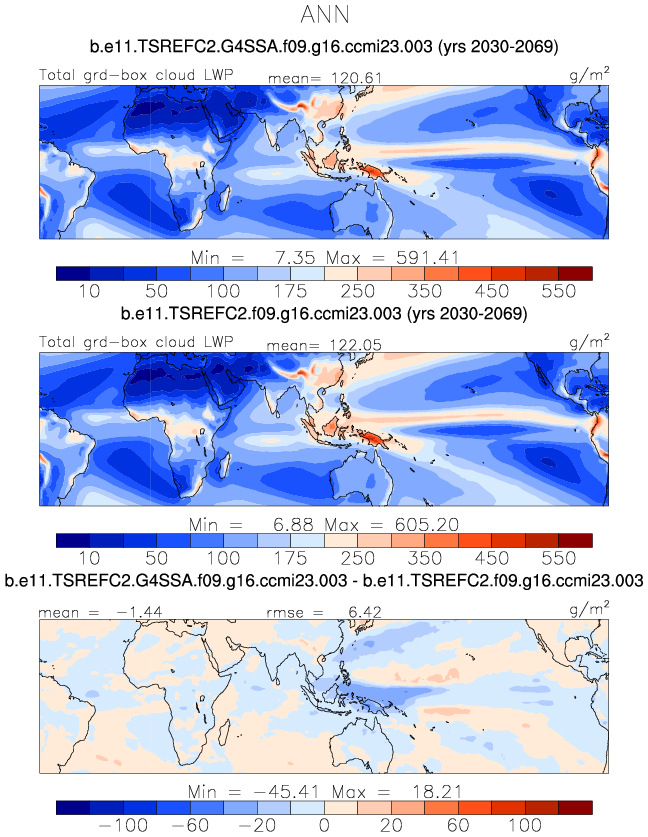 ANN
b.e11.TSREFC2.G4SSA.f09.g16.ccmi23.003 (yrs 2030-2069)
Total grd-box cloud LWP mean= 120.61 g/m²
Min = 7.35 Max = 591.41
10 50 100 175 250 350 450 550
b.e11.TSREFC2.f09.g16.ccmi23.003 (yrs 2030-2069)
Total grd-box cloud LWP mean= 122.05 g/m²
Min = 6.88 Max = 605.20
10 50 100 175 250 350 450 550
b.e11.TSREFC2.G4SSA.f09.g16.ccmi23.003 - b.e11.TSREFC2.f09.g16.ccmi23.003
mean = -1.44 rmse = 6.42 g/m²
Min = -45.41 Max = 18.21
-100 -60 -20 0 20 60 100